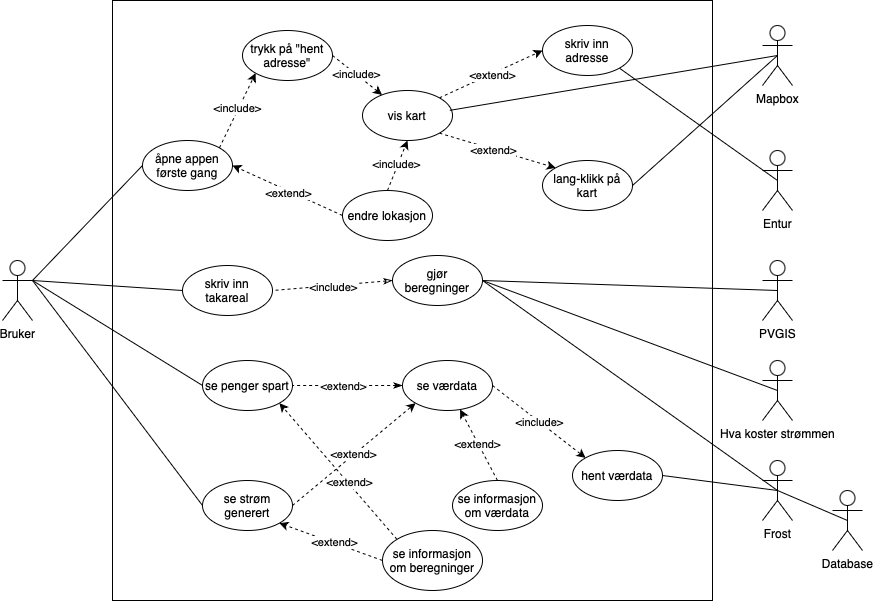 trykk på "hent
adresse"
<include>
vis kart
<extend>
skriv inn
adresse
Mapbox
<include>
åpne appen
første gang
<extend>
<include>
endre lokasjon
<extend>
lang-klikk på
kart
Entur
Bruker
skriv inn
takareal
<include>
gjør
beregninger
PVGIS
se penger spart
<extend>
se værdata
<include>
Hva koster strømmen
<extend>
<extend>
<extend>
hent værdata
se strøm
generert
<extend>
se informasjon
om værdata
se informasjon
om beregninger
Frost
Database